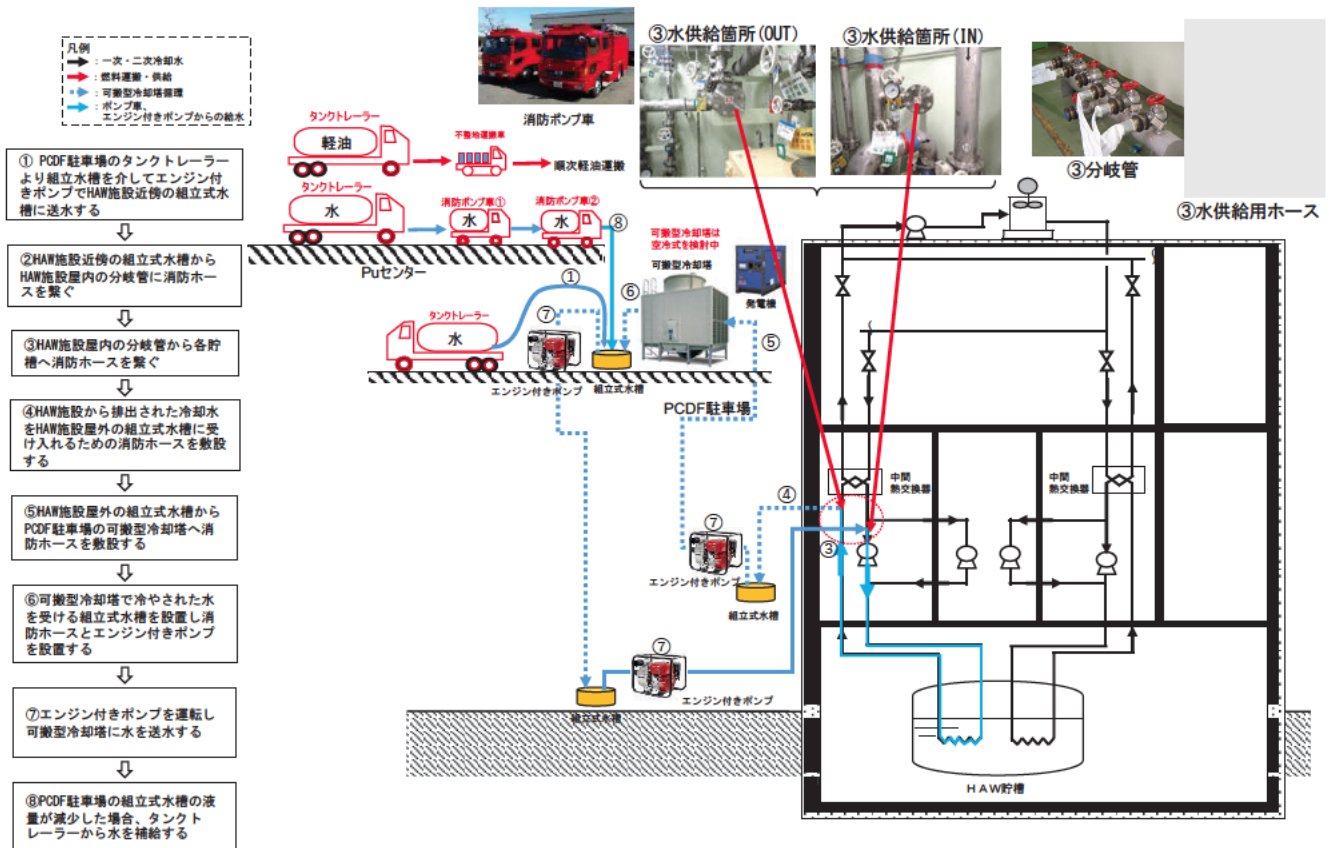 凡例
：一次・二次冷却水
：燃料運搬・供給
：可搬型冷却塔循環
：ポンプ車、
エンジン付きポンプからの給水
① PCDF駐車場のタンクトレーラー
より組立水槽を介してエンジン付
きポンプでHAW施設近傍の組立式水
槽に送水する
②HAW施設近傍の組立式水槽から
HAW施設屋内の分岐管に消防ホー
スを繋ぐ
③HAW施設屋内の分岐管から各貯
槽へ消防ホースを繋ぐ
④HAW施設から排出された冷却水
をHAW施設屋外の組立式水槽に受
け入れるための消防ホースを敷設
する
⑤HAW施設屋外の組立式水槽から
PCDF駐車場の可搬型冷却塔へ消
防ホースを敷設する
⑥可搬型冷却塔で冷やされた水
を受ける組立式水槽を設置し消
防ホースとエンジン付きポンプ
を設置する
⑦エンジン付きポンプを運転し
可搬型冷却塔に水を送水する
⑧PCDF駐車場の組立式水槽の液
量が減少した場合、タンクト
レーラーから水を補給する
消防ポンプ車
③水供給箇所(OUT)
③水供給箇所(IN)
③分岐管
③水供給用ホース
タンクトレーラー
軽油
不整地運搬車
順次軽油運搬
タンクトレーラー
水
消防ポンプ車①
水
消防ポンプ車②
水
⑧
Puセンター
可搬型冷却塔は
空冷式を検討中
可搬型冷却塔
発電機
①
⑥
⑦
⑤
タンクトレーラー
水
エンジン付きポンプ
組立式水槽
PCDF駐車場
中間
熱交換器
中間
熱交換器
④
⑦
③
エンジン付きポンプ
組立式水槽
⑦
エンジン付きポンプ
組立式水槽
HAW貯槽